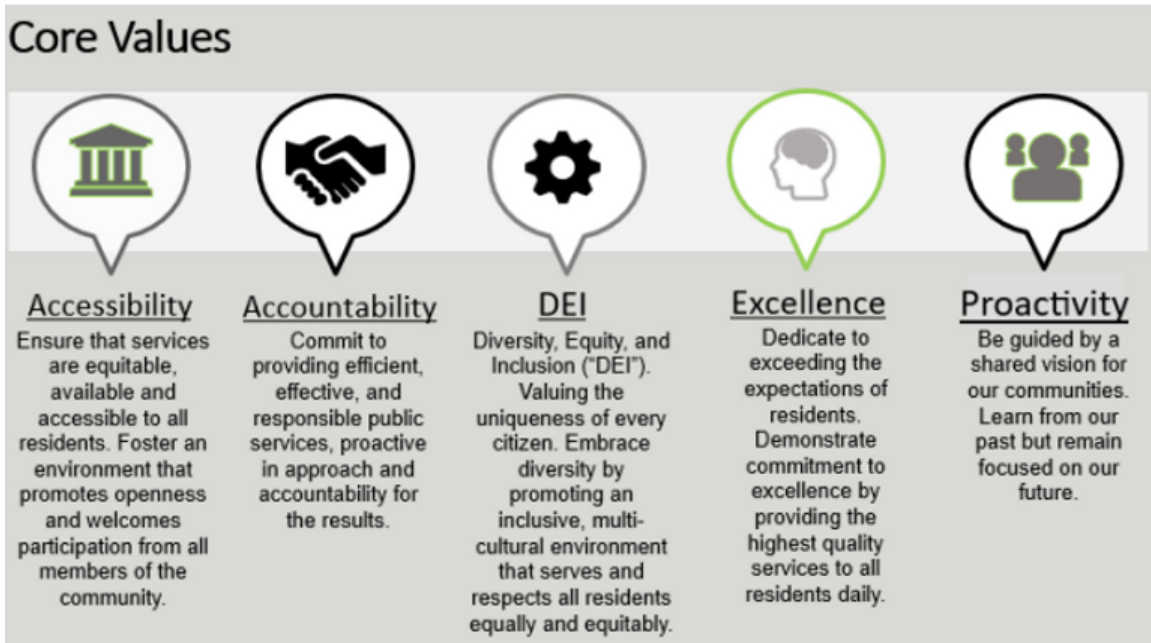 Core Values
Accessibility
Ensure that services
are equitable,
available and
accessible to all
residents. Foster an
environment that
promotes openness
and welcomes
participation from all
members of the
community.
Accountability
Commit to
providing efficient,
effective, and
responsible public
services, proactive
in approach and
accountability for
the results.
DEI
Diversity, Equity, and
Inclusion (“DEI”).
Valuing the
uniqueness of every
citizen. Embrace
diversity by
promoting an
inclusive, multi-
cultural environment
that serves and
respects all residents
equally and equitably.
Excellence
Dedicate to
exceeding the
expectations of
residents.
Demonstrate
commitment to
excellence by
providing the
highest quality
services to all
residents daily.
Proactivity
Be guided by a
shared vision for
our communities.
Learn from our
past but remain
focused on our
future.